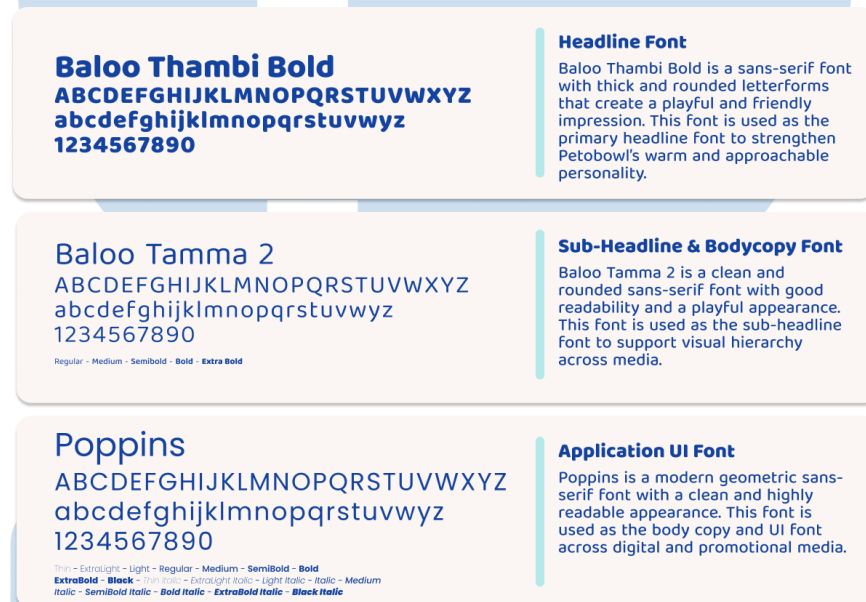 Baloo Thambi Bold
ABCDEFGHIJKLMNOPQRSTUVWXYZ
abcdefghijklmnopqrstuvwyz
1234567890
Headline Font
Baloo Thambi Bold is a sans-serif font
with thick and rounded letterforms
that create a playful and friendly
impression. This font is used as the
primary headline font to strengthen
Petobowl's warm and approachable
personality.
Baloo Tamma 2
ABCDEFGHIJKLMNOPQRSTUVWXYZ
abcdefghijklmnopqrstuvwyz
1234567890
Regular - Medium - Semibold - Bold - Extra Bold
Sub-Headline & Bodycopy Font
Baloo Tamma 2 is a clean and
rounded sans-serif font with good
readability and a playful appearance.
This font is used as the sub-headline
font to support visual hierarchy
across media.
Poppins
ABCDEFGHIJKLMNOPQRSTUVWXYZ
abcdefghijklmnopqrstuvwyz
1234567890
Thin - ExtraLight - Light - Regular - Medium - SemiBold - Bold
ExtraBold - Black - Thin Italic - ExtraLight Italic - Light Italic - Italic - Medium
Italic - SemiBold Italic - Bold Italic - ExtraBold Italic - Black Italic
Application UI Font
Poppins is a modern geometric sans-
serif font with a clean and highly
readable appearance. This font is
used as the body copy and UI font
across digital and promotional media.